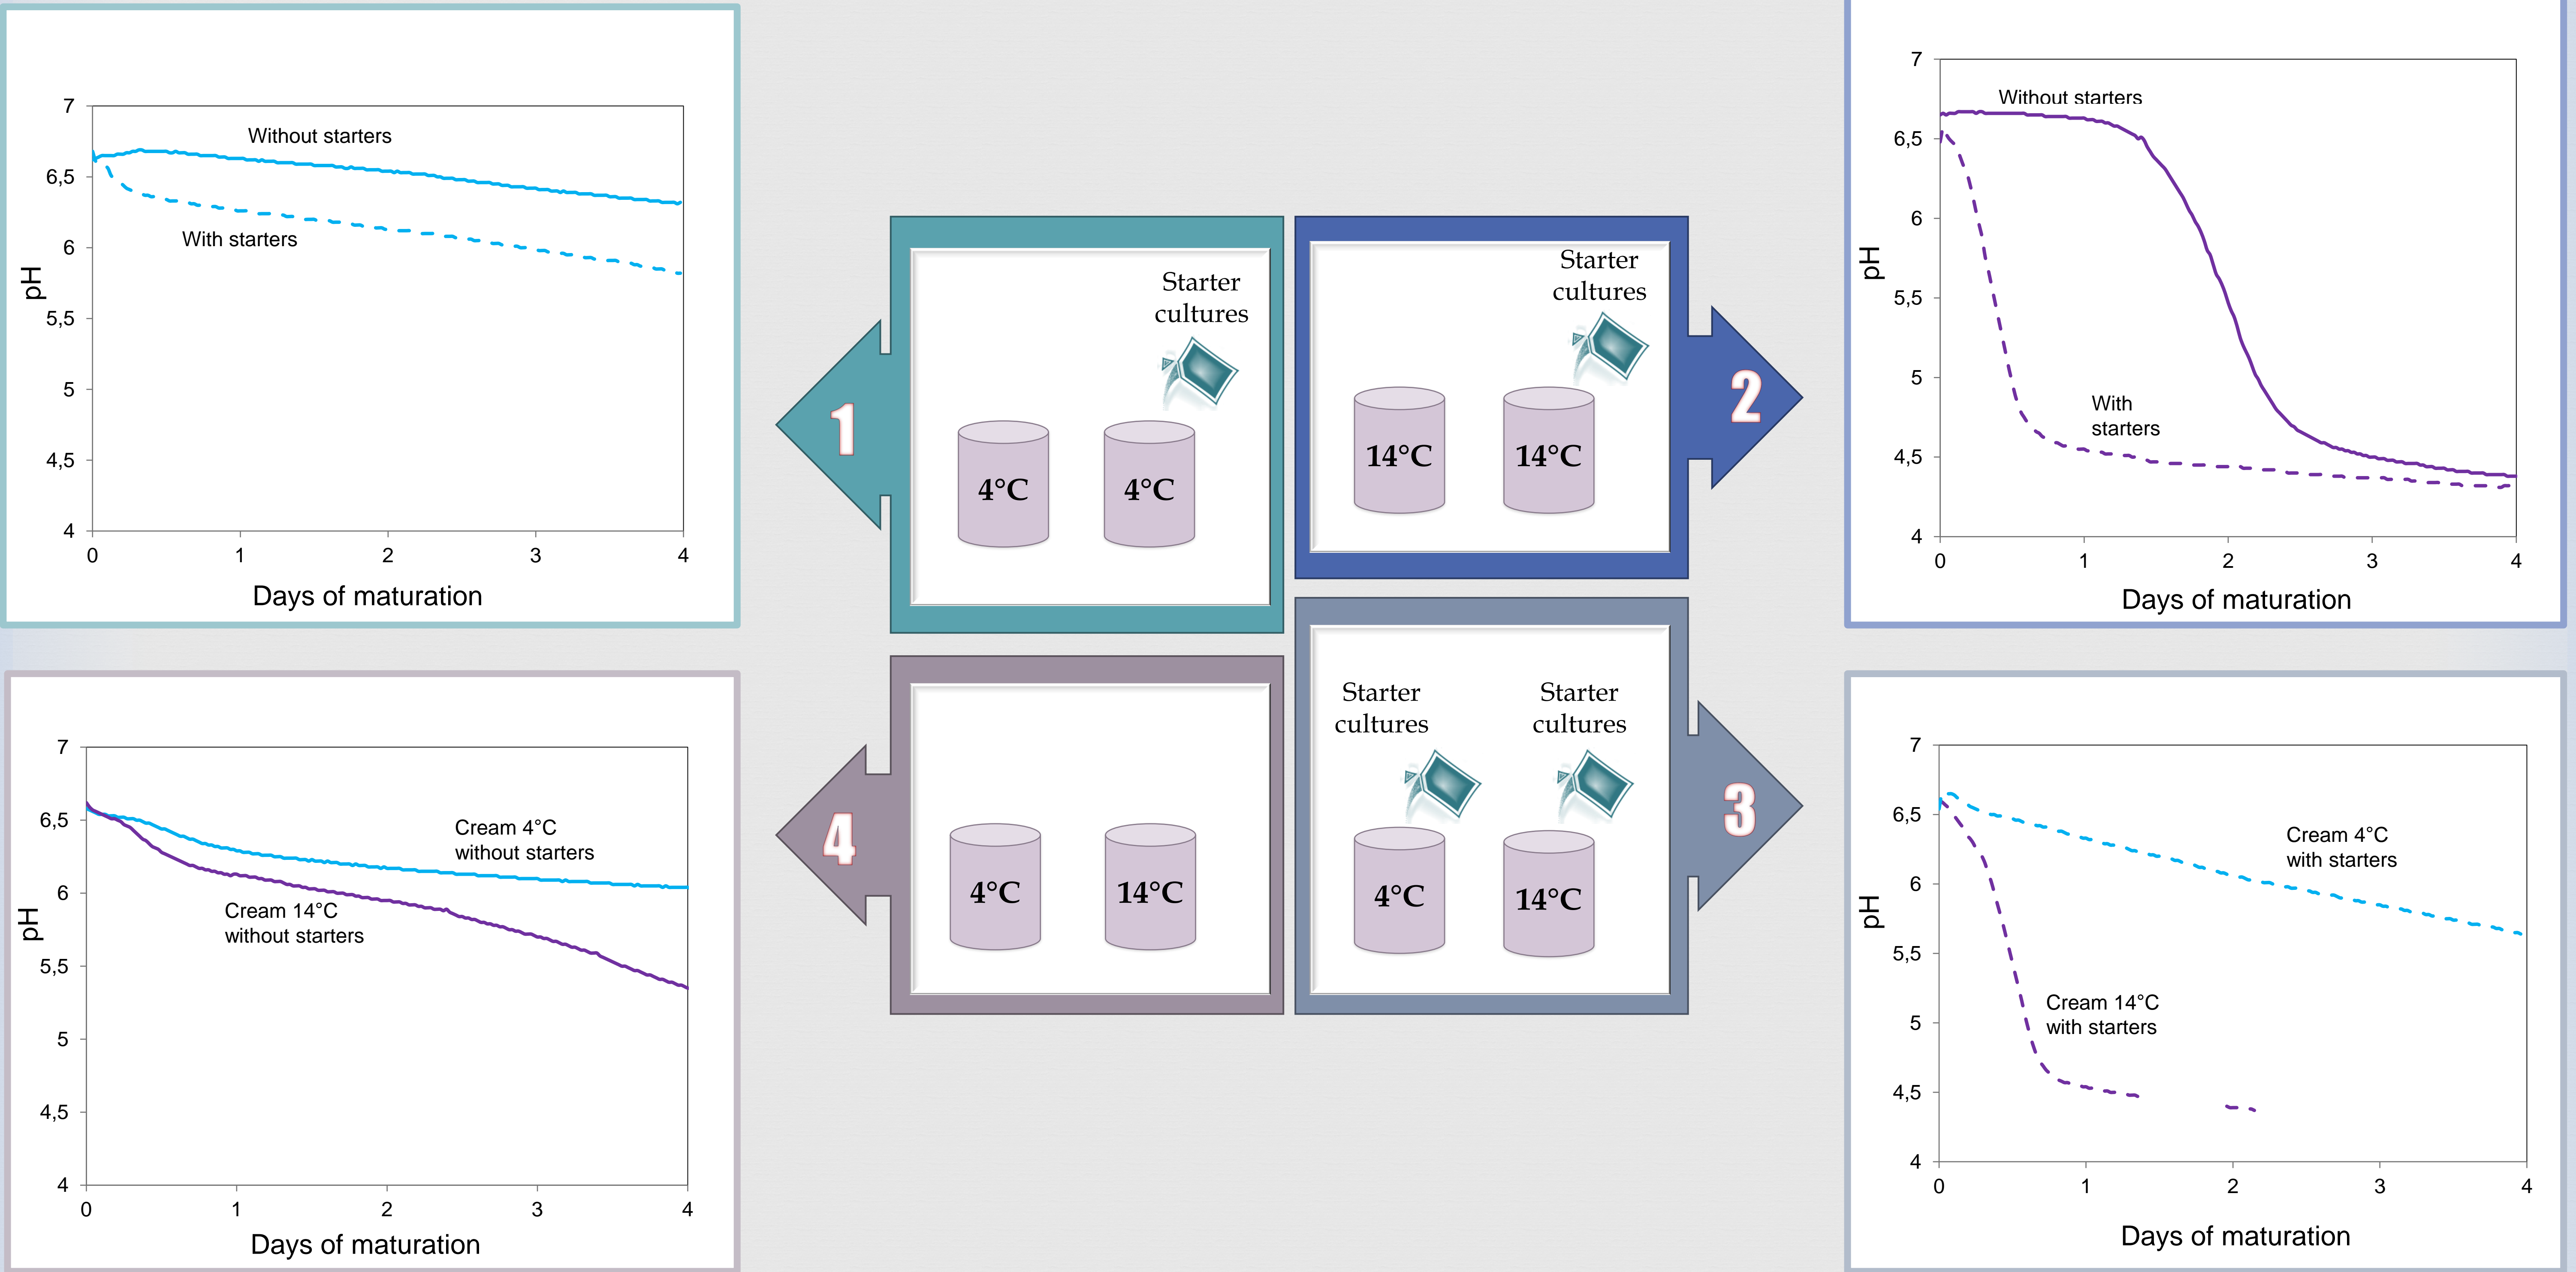 7
6,5
6
5,5
5
4,5
4
0
1
2
3
4
pH
Days of maturation
Without starters
With starters
1
Starter
cultures
4°C
4°C
Starter
cultures
14°C
14°C
2
7
6,5
6
5,5
5
4,5
4
0
1
2
3
4
pH
Days of maturation
Without starters
With
starters
7
6,5
6
5,5
5
4,5
4
0
1
2
3
4
pH
Days of maturation
Cream 4°C
without starters
Cream 14°C
without starters
4
4°C
14°C
Starter
cultures
Starter
cultures
4°C
14°C
3
7
6,5
6
5,5
5
4,5
4
0
1
2
3
4
pH
Days of maturation
Cream 4°C
with starters
Cream 14°C
with starters